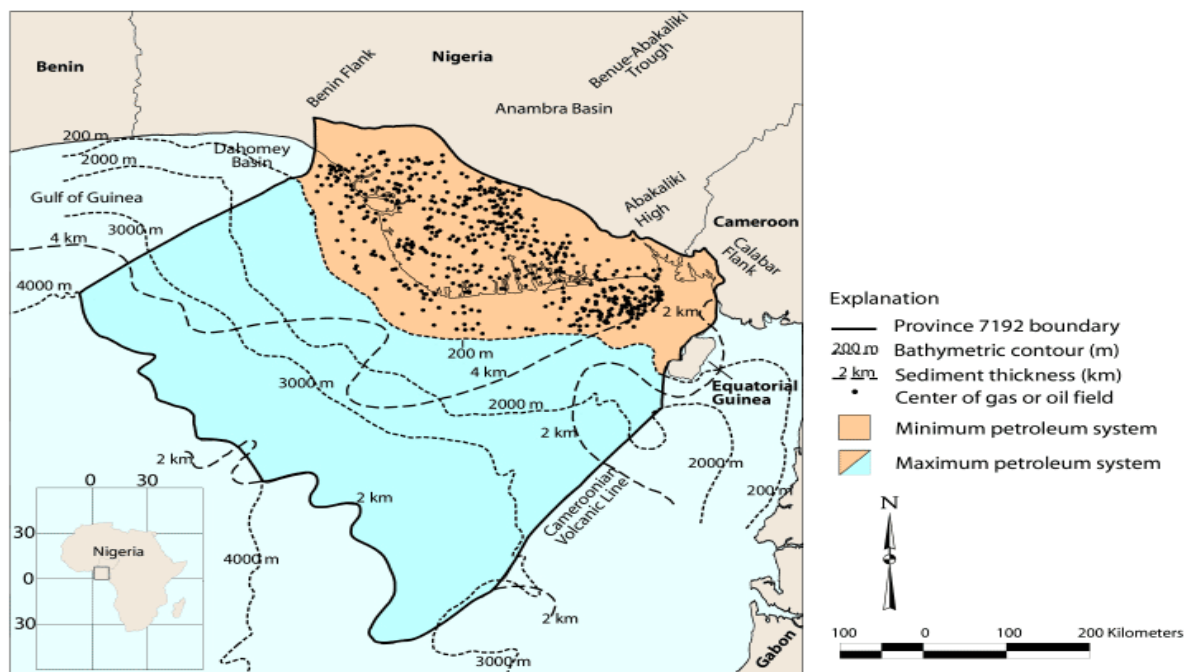 Benin
Nigeria
Benue-Abakaliki
Trough
Benin Flank
Anambra Basin
200 m
2000 m
Dahomey
Basin
Gulf of Guinea
3000 m
4 km
4000 m
Abakaliki
High
Cameroon
Calabar
Flank
2 km
200 m
4 km
3000 m
2000 m
Equatorial
Guinea
2 km
2 km
2000 m
2 km
200 m
Cameroonian
Volcanic Linel
4000 m
2 km
3000 m
Gabon
0 30
30
Nigeria
0
30
Explanation
Province 7192 boundary
200 m Bathymetric contour (m)
2 km Sediment thickness (km)
Center of gas or oil field
Minimum petroleum system
Maximum petroleum system
N
100 0 100 200 Kilometers